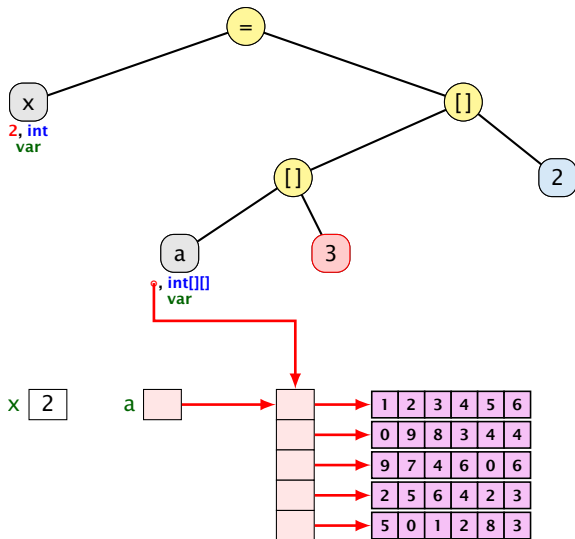 =
x
[]
2, int
var
[]
2
a
3
, int[][]
var
x 2 a 1 2 3 4 5 6
0 9 8 3 4 4
9 7 4 6 0 6
2 5 6 4 2 3
5 0 1 2 8 3